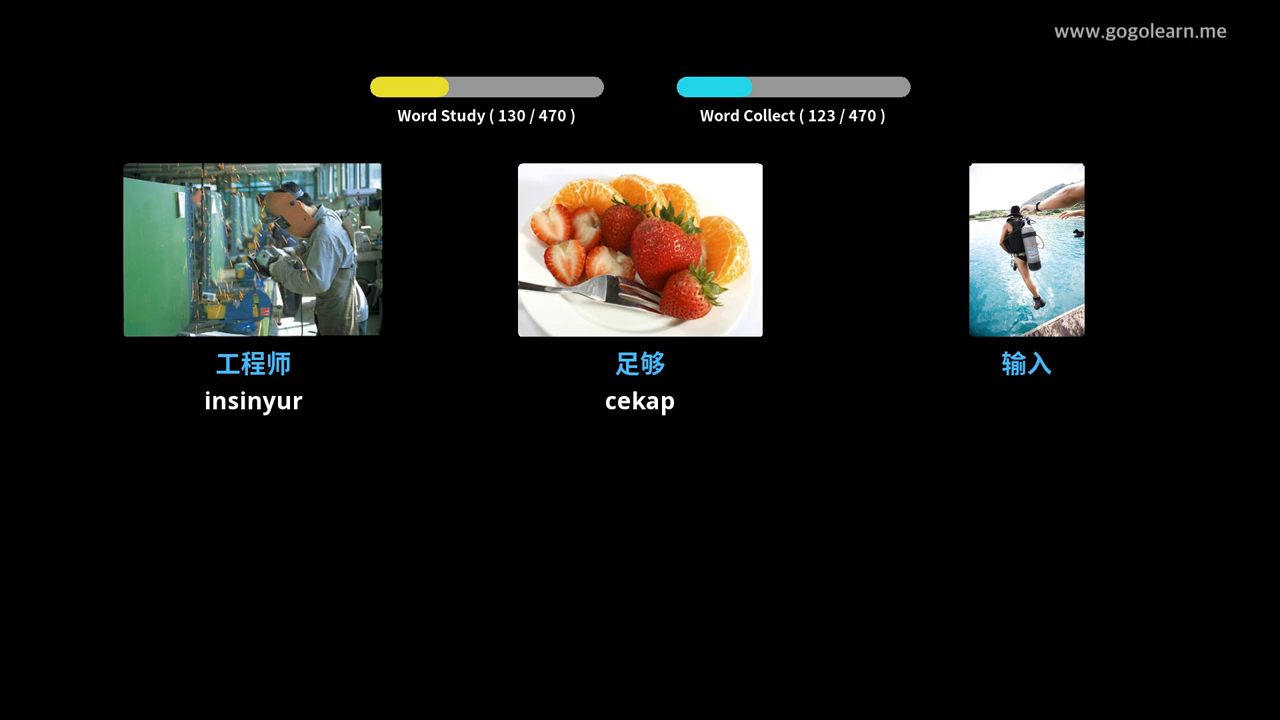 www.gogolearn.me
Word Study ( 130 / 470 )
Word Collect ( 123 / 470 )
工程师
足够
输入
insinyur
cekap